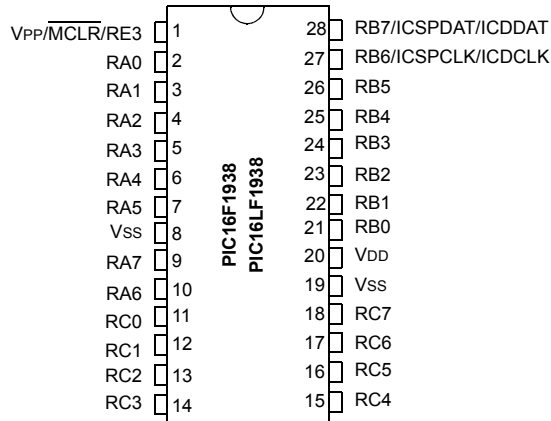 VPP/MCLR/RE3 1 28 RB7/ICSPDAT/ICDDAT
RA0 2 27 RB6/ICSPCLK/ICDCLK
RA1 3 26 RB5
RA2 4 25 RB4
RA3 5 24 RB3
RA4 6 23 RB2
RA5 7 22 RB1
VSS 8 21 RB0
RA7 9 20 VDD
RA6 10 19 VSS
RC0 11 18 RC7
RC1 12 17 RC6
RC2 13 16 RC5
RC3 14 15 RC4
PIC16F1938
PIC16LF1938